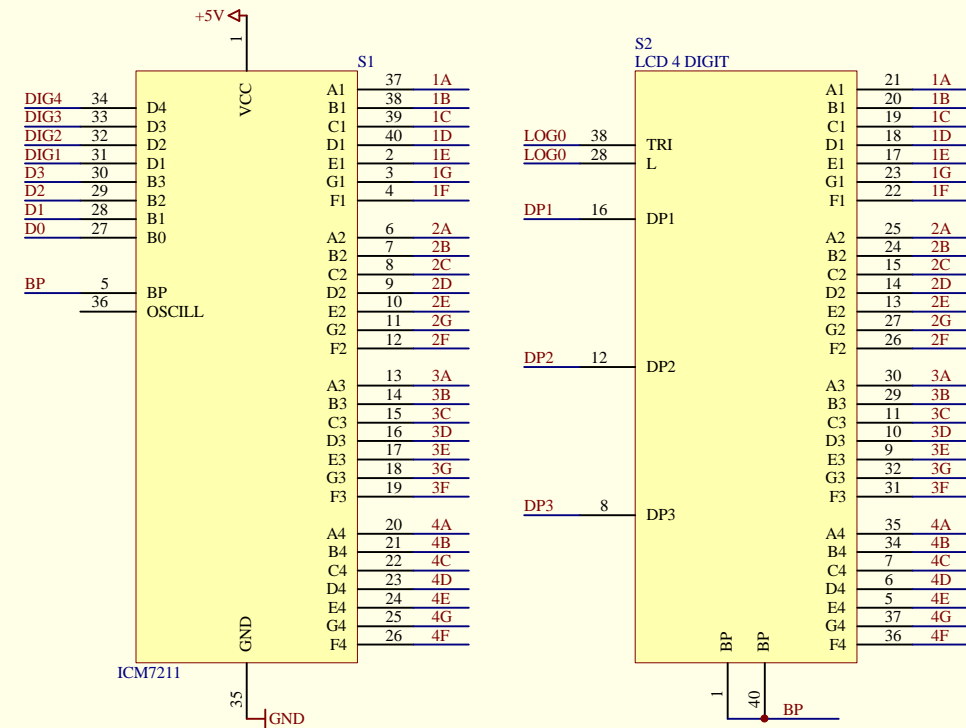 +5V
1
S1
VCC
DIG4 34 D4
DIG3 33 D3
DIG2 32 D2
DIG1 31 D1
D3 30 B3
D2 29 B2
D1 28 B1
D0 27 B0
BP 5 BP
36 OSCILL
A1 37 1A
B1 38 1B
C1 39 1C
D1 40 1D
E1 2 1E
G1 3 1G
F1 4 1F
A2 6 2A
B2 7 2B
C2 8 2C
D2 9 2D
E2 10 2E
G2 11 2G
F2 12 2F
A3 13 3A
B3 14 3B
C3 15 3C
D3 16 3D
E3 17 3E
G3 18 3G
F3 19 3F
A4 20 4A
B4 21 4B
C4 22 4C
D4 23 4D
E4 24 4E
G4 25 4G
F4 26 4F
GND
ICM7211
35
GND
S2
LCD 4 DIGIT
LOG0 38 TRI
LOG0 28 L
DP1 16 DP1
DP2 12 DP2
DP3 8 DP3
A1 21 1A
B1 20 1B
C1 19 1C
D1 18 1D
E1 17 1E
G1 23 1G
F1 22 1F
A2 25 2A
B2 24 2B
C2 15 2C
D2 14 2D
E2 13 2E
G2 27 2G
F2 26 2F
A3 30 3A
B3 29 3B
C3 11 3C
D3 10 3D
E3 9 3E
G3 32 3G
F3 31 3F
A4 35 4A
B4 34 4B
C4 7 4C
D4 6 4D
E4 5 4E
G4 37 4G
F4 36 4F
BP BP
1 40
BP